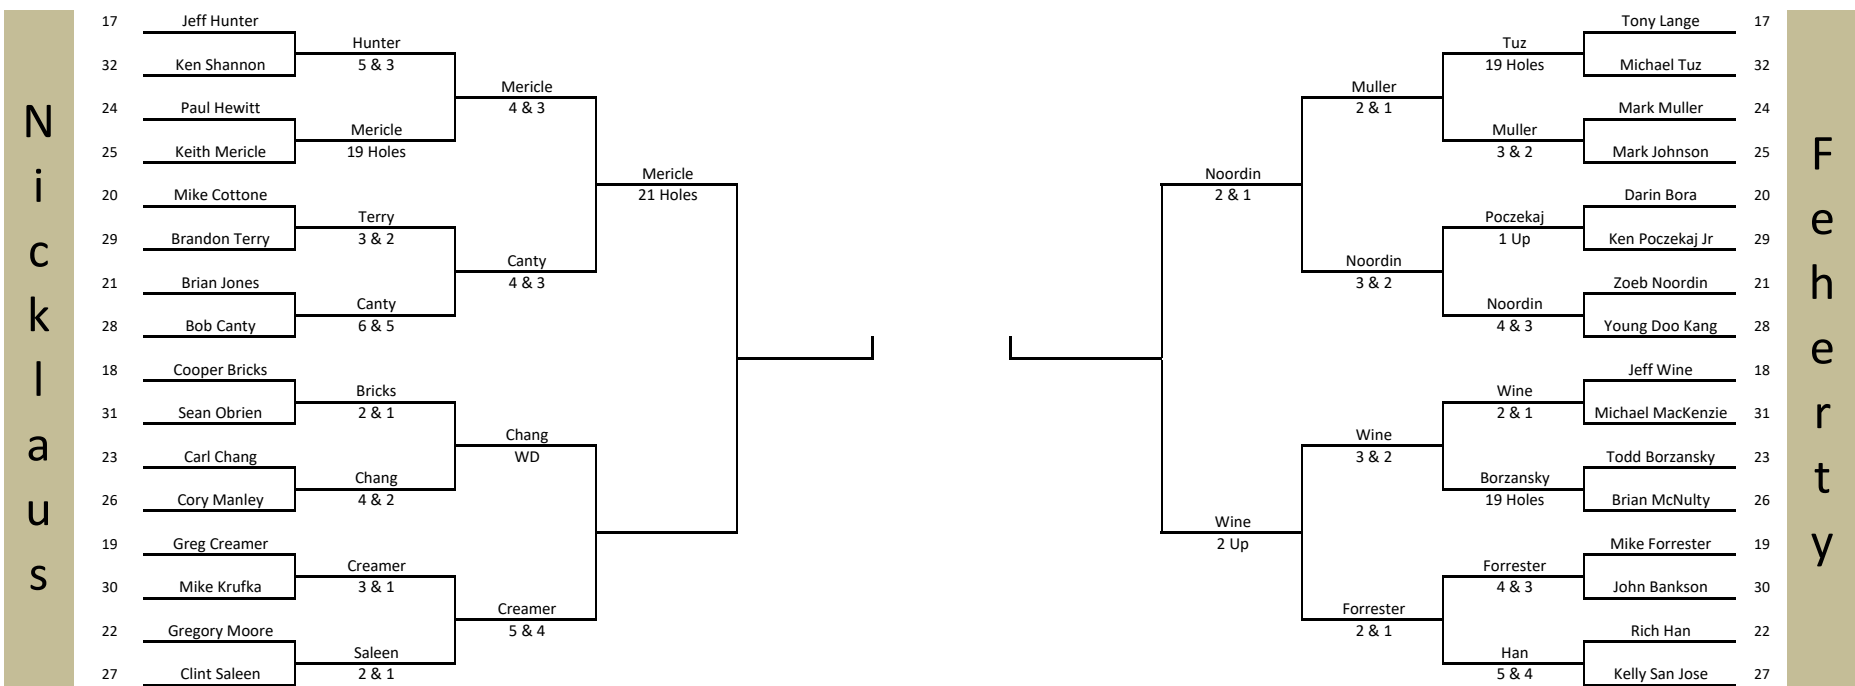 Nicklaus
17 Jeff Hunter
32 Ken Shannon
24 Paul Hewitt
25 Keith Mericle
20 Mike Cottone
29 Brandon Terry
21 Brian Jones
28 Bob Canty
18 Cooper Bricks
31 Sean Obrien
23 Carl Chang
26 Cory Manley
19 Greg Creamer
30 Mike Krufka
22 Gregory Moore
27 Clint Saleen
Hunter
5 & 3
Mericle
19 Holes
Terry
3 & 2
Canty
6 & 5
Bricks
2 & 1
Chang
4 & 2
Creamer
3 & 1
Saleen
2 & 1
Mericle
4 & 3
Canty
4 & 3
Chang
WD
Creamer
5 & 4
Mericle
21 Holes
Noordin
2 & 1
Wine
2 Up
Muller
2 & 1
Noordin
3 & 2
Wine
3 & 2
Forrester
2 & 1
Tuz
19 Holes
Muller
3 & 2
Poczekaj
1 Up
Noordin
4 & 3
Wine
2 & 1
Borzansky
19 Holes
Forrester
4 & 3
Han
5 & 4
Tony Lange 17
Michael Tuz 32
Mark Muller 24
Mark Johnson 25
Darin Bora 20
Ken Poczekaj Jr 29
Zoeb Noordin 21
Young Doo Kang 28
Jeff Wine 18
Michael MacKenzie 31
Todd Borzansky 23
Brian McNulty 26
Mike Forrester 19
John Bankson 30
Rich Han 22
Kelly San Jose 27
Feherty